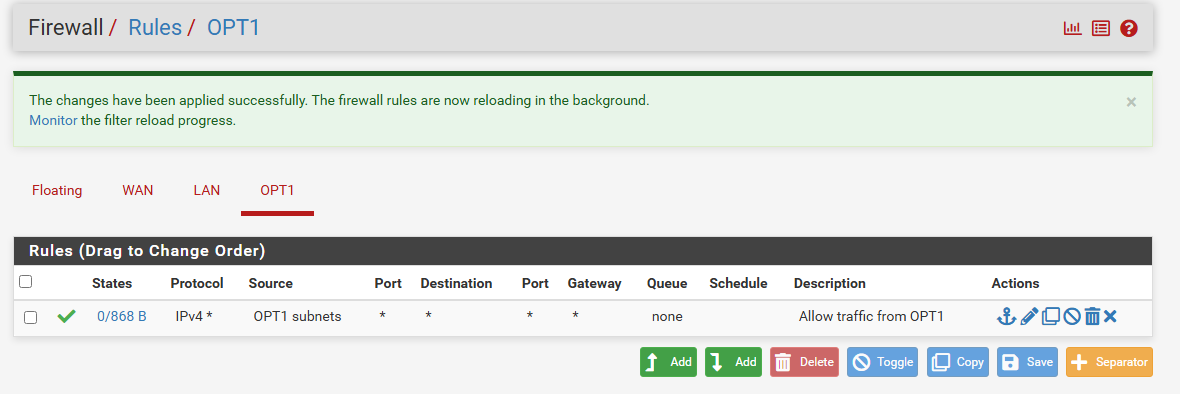 Firewall / Rules / OPT1
The changes have been applied successfully. The firewall rules are now reloading in the background.
Monitor the filter reload progress.
×
Floating WAN LAN OPT1
Rules (Drag to Change Order)
States Protocol Source Port Destination Port Gateway Queue Schedule Description Actions
0/868 B IPv4 * OPT1 subnets * * * * none Allow traffic from OPT1
Add Add Delete Toggle Copy Save Separator